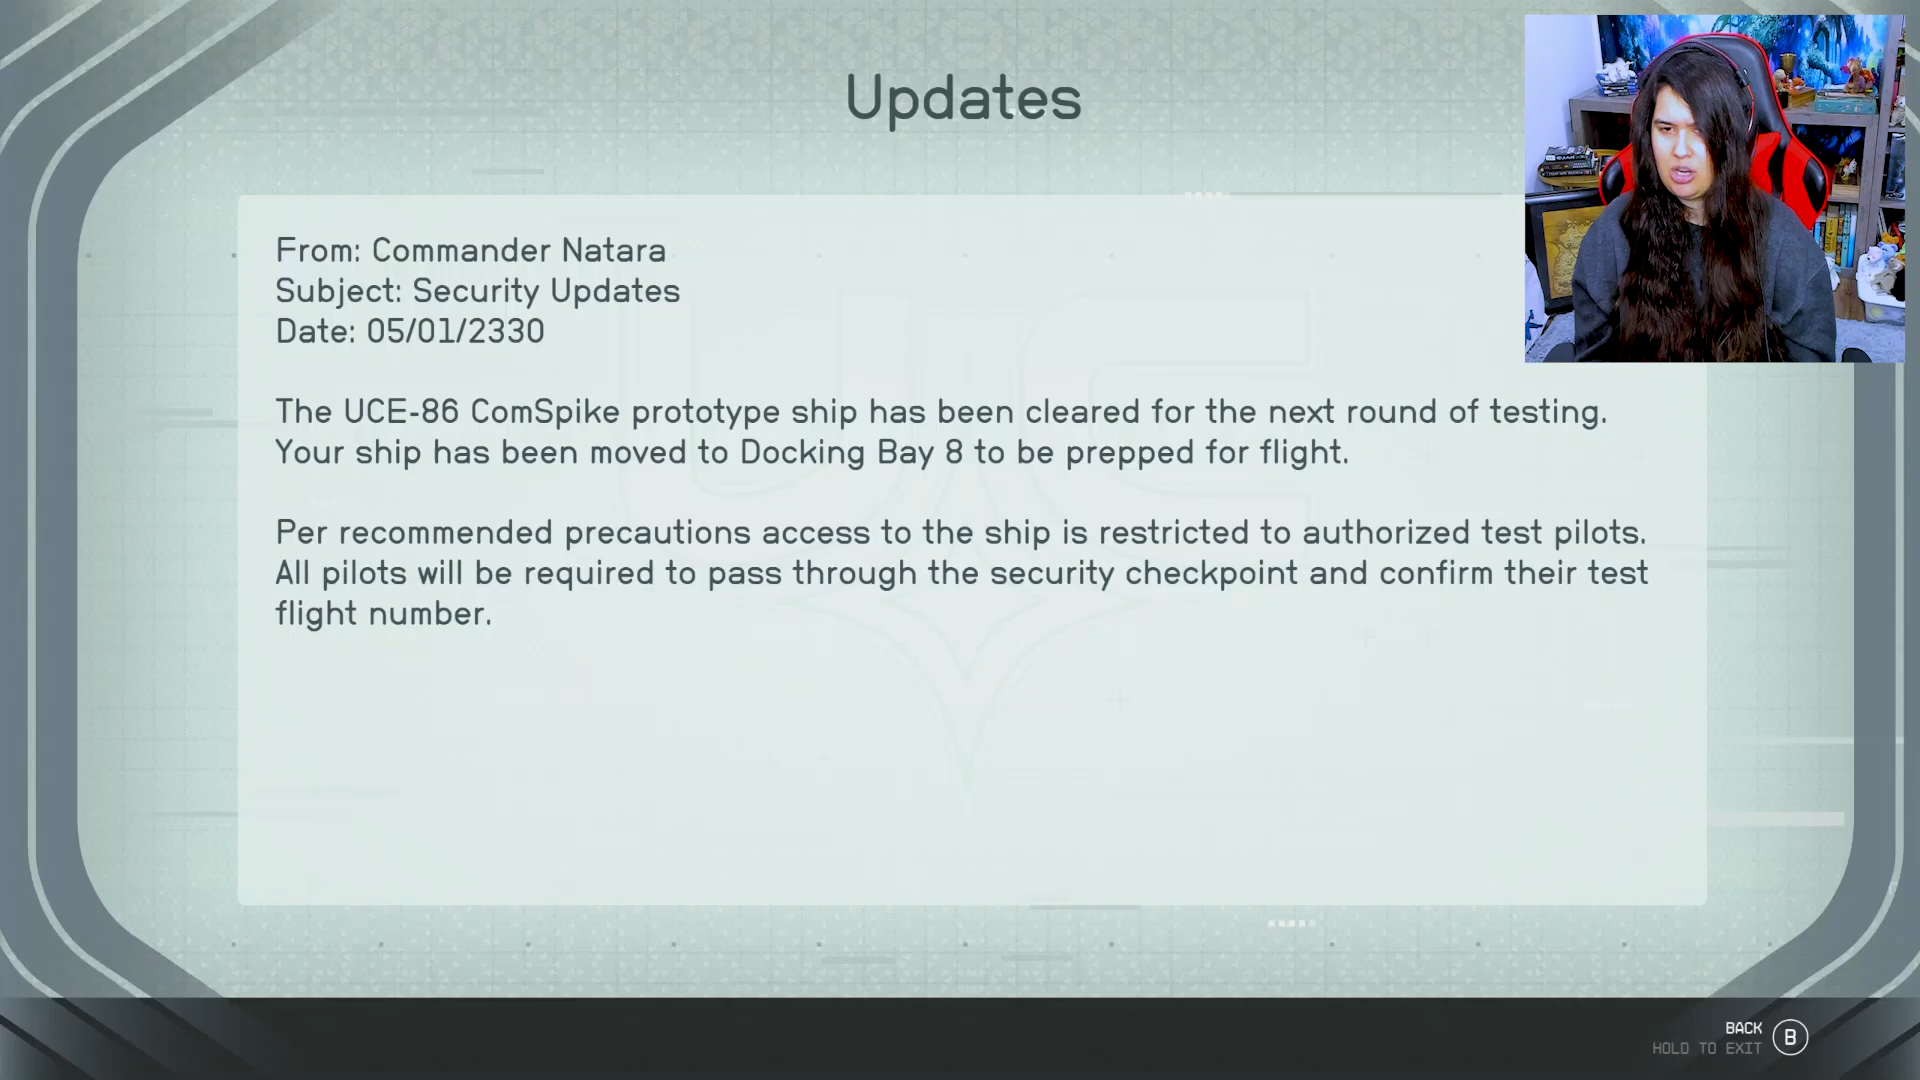 Updates
From: Commander Natara
Subject: Security Updates
Date: 05/01/2330
The UCE-86 ComSpike prototype ship has been cleared for the next round of testing.
Your ship has been moved to Docking Bay 8 to be prepped for flight.
Per recommended precautions access to the ship is restricted to authorized test pilots.
All pilots will be required to pass through the security checkpoint and confirm their test
flight number.
BACK
HOLD TO EXIT
B